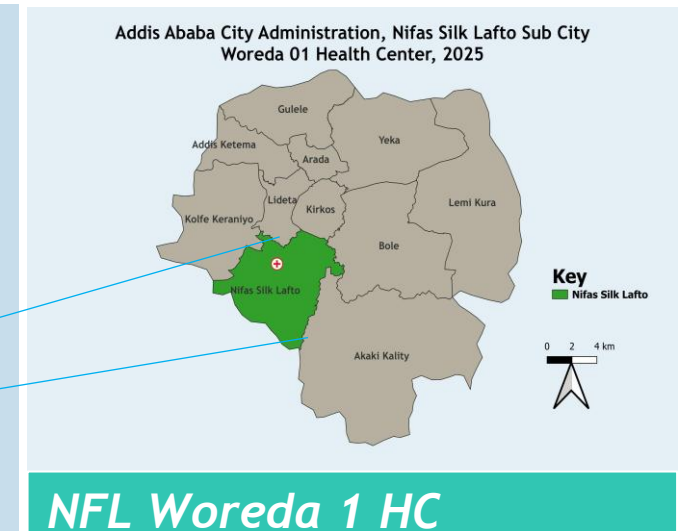 Addis Ababa City Administration, Nifas Silk Lafto Sub City
Woreda 01 Health Center, 2025
Gulele
Yeka
Addis Ketema
Arada
Lideta
Kirkos
Lemi Kura
Kolfe Keraniyo
Bole
Key
Nifas Silk Lafto
Nifas Silk Lafto
0 2 4 km
Akaki Kality
NFL Woreda 1 HC